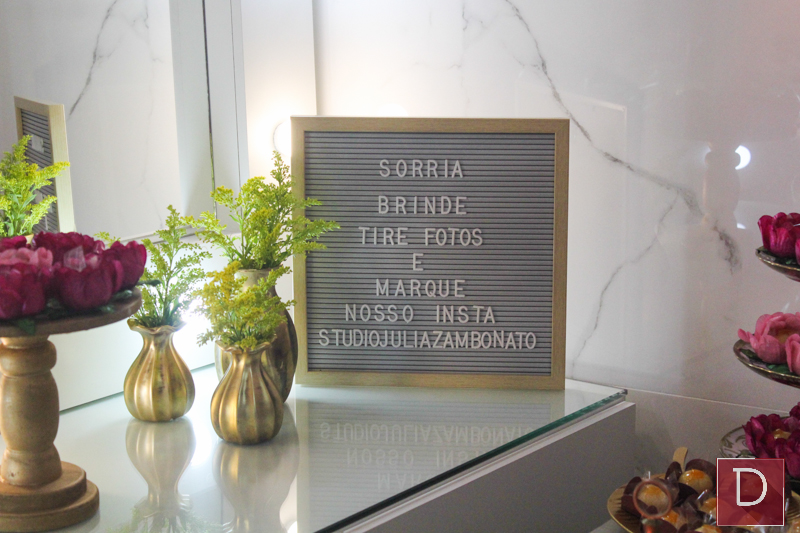 SORRIA
BRINDE
TIRE FOTOS
E
MARQUE
NOSSO INSTA
STUDIOJULIAZAMBONATO
D